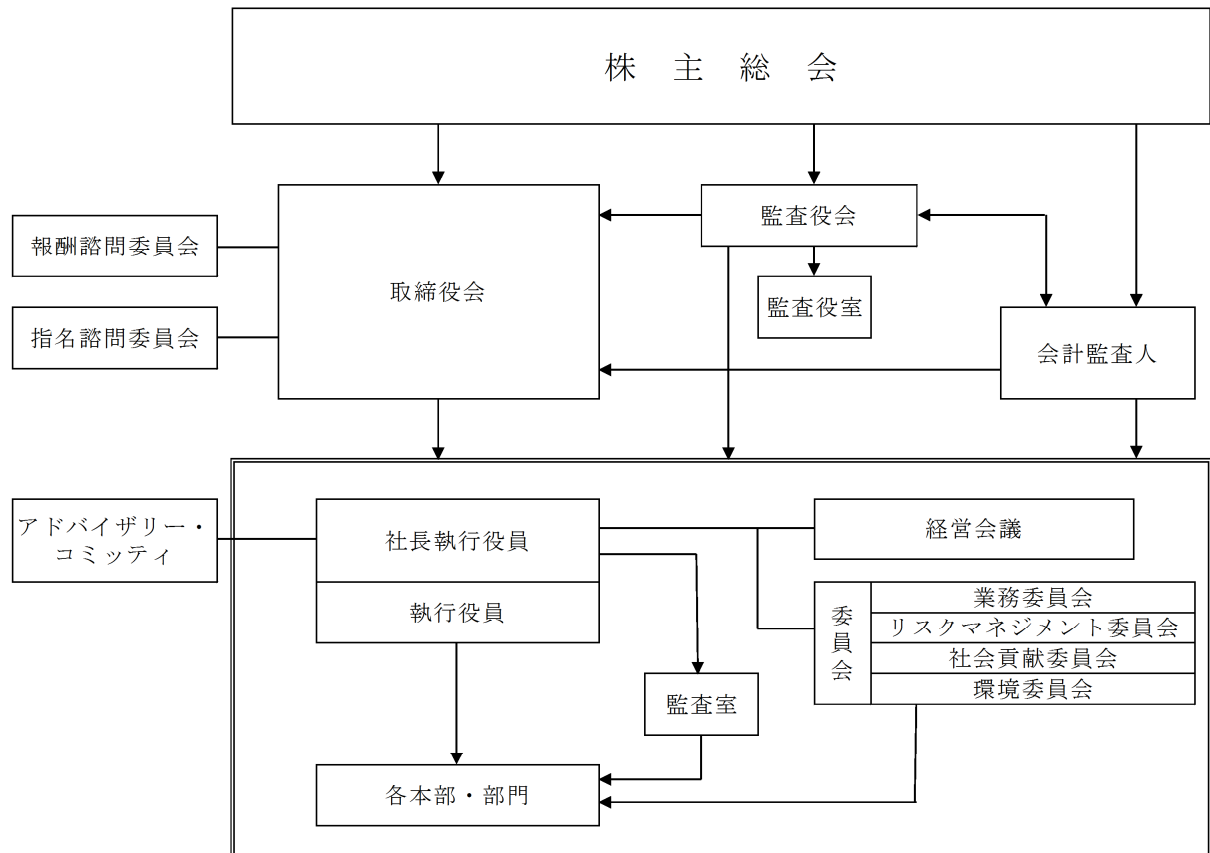 株主総会
監査役会
報酬諮問委員会
取締役会
監査役室
指名諮問委員会
会計監査人
アドバイザリー・
コミッティ
社長執行役員
経営会議
執行役員
委員会
業務委員会
リスクマネジメント委員会
社会貢献委員会
環境委員会
監査室
各本部・部門